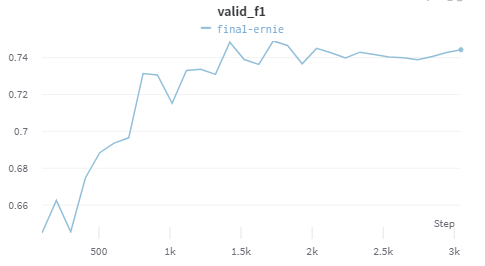 valid_f1
final-ernie
0.74
0.72
0.7
0.68
0.66
Step
500
1k
1.5k
2k
2.5k
3k